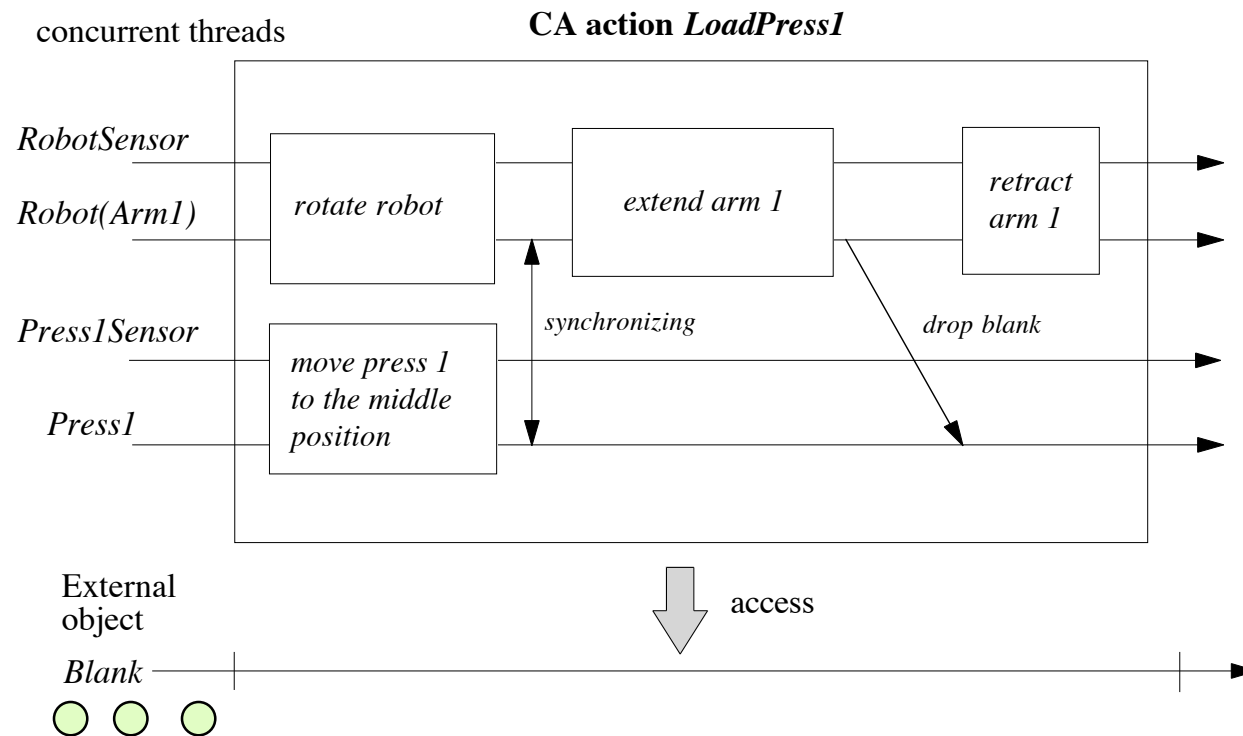 CA action LoadPress1
concurrent threads
RobotSensor
Robot(Arm1)
Press1Sensor
Press1
rotate robot
extend arm 1
retract
arm 1
move press 1
to the middle
position
synchronizing
drop blank
External
object
access
Blank